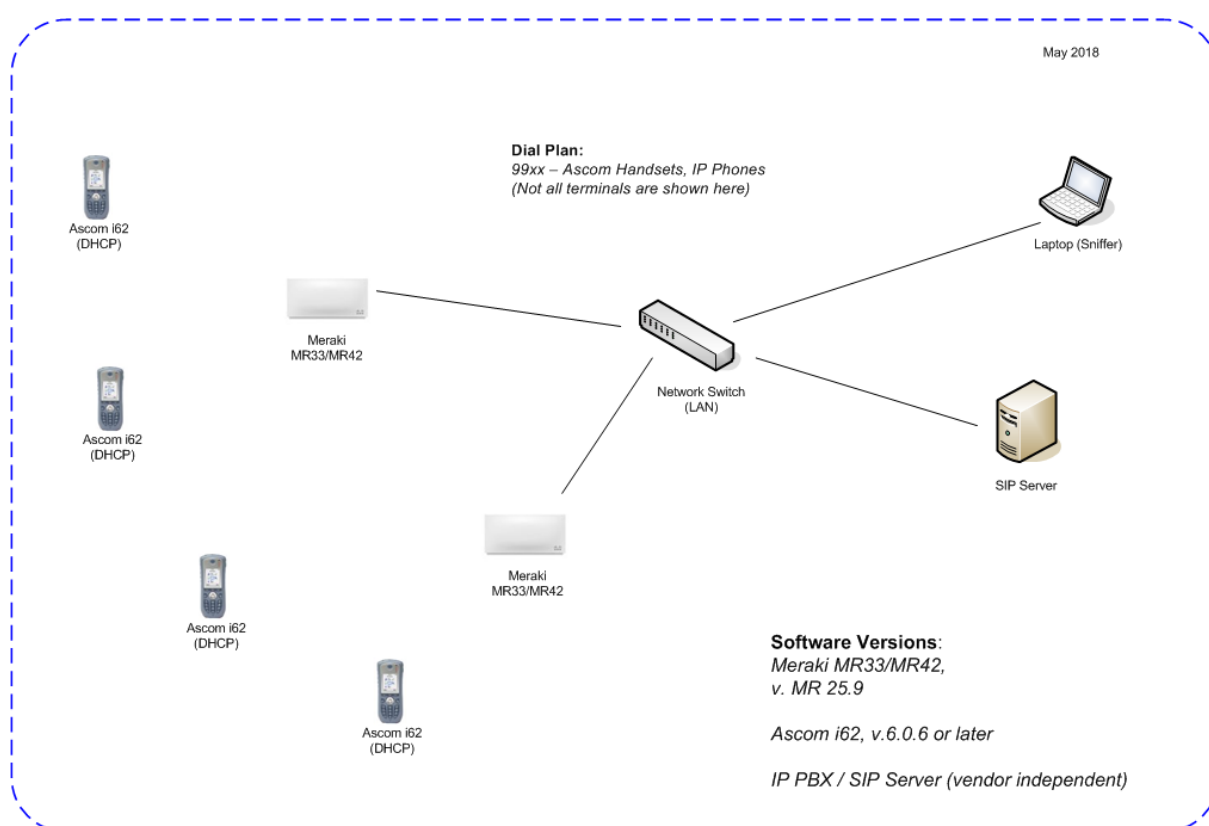 May 2018
Dial Plan:
99xx – Ascom Handsets, IP Phones
(Not all terminals are shown here)
Ascom i62
(DHCP)
Laptop (Sniffer)
Meraki
MR33/MR42
Network Switch
(LAN)
Ascom i62
(DHCP)
SIP Server
Meraki
MR33/MR42
Ascom i62
(DHCP)
Software Versions:
Meraki MR33/MR42,
v. MR 25.9
Ascom i62, v.6.0.6 or later
IP PBX / SIP Server (vendor independent)
Ascom i62
(DHCP)